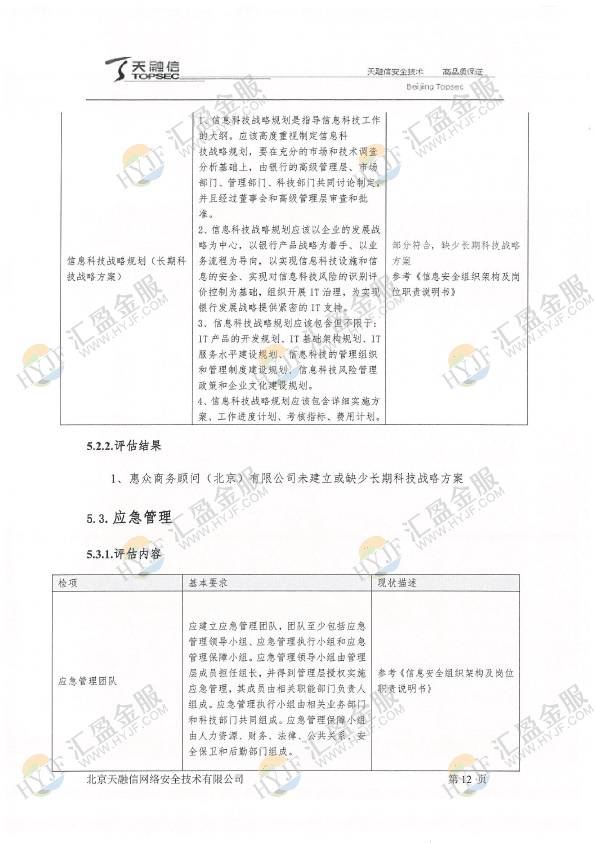 天融信
TOPSEC
天融信安全技术 高品质保证
Beijing Topsec
信息科技战略规划（长期科
技战略方案）
1、信息科技战略规划是指导信息科技工作
的大纲。应该高度重视制定信息科
技战略规划，要在充分的市场和技术调查
分析基础上，由银行的高级管理层、市场
部门、管理部门、科技部门共同讨论制定，
并且经过董事会和高级管理层审查和批
准。
2、信息科技战略规划应该以企业的发展战
略为中心，以银行产品战略为着手、以业
务流程为导向，以实现信息科技设施和信
息的安全、实现对信息科技风险的识别评
价控制为基础，组织开展 IT 治理，为实现
银行发展战略提供紧密的 IT 支持。
3、信息科技战略规划应该包含但不限于：
IT 产品的开发规划、IT 基础架构规划、IT
服务水平建设规划、信息科技的管理组织
和管理制度建设规划、信息科技风险管理
政策和企业文化建设规划。
4、信息科技战略规划应该包含详细实施方
案，工作进度计划、考核指标、费用计划。
部分符合，缺少长期科技战略
方案
参考《信息安全组织架构及岗
位职责说明书》
5.2.2.评估结果
1、惠众商务顾问（北京）有限公司未建立或缺少长期科技战略方案
5.3.应急管理
5.3.1.评估内容
检项 基本要求 现状描述
应急管理团队
应建立应急管理团队，团队至少包括应急
管理领导小组、应急管理执行小组和应急
管理保障小组。应急管理领导小组由管理
层成员担任组长，并得到管理层授权实施
应急管理，其成员由相关职能部门负责人
组成。应急管理执行小组由相关业务部门
和科技部门共同组成。应急管理保障小组
由人力资源、财务、法律、公共关系、安
全保卫和后勤部门组成。
参考《信息安全组织架构及岗位
职责说明书》
北京天融信网络安全技术有限公司 第 12 页
汇盈金服
WWW.HYJF.COM
HYJF